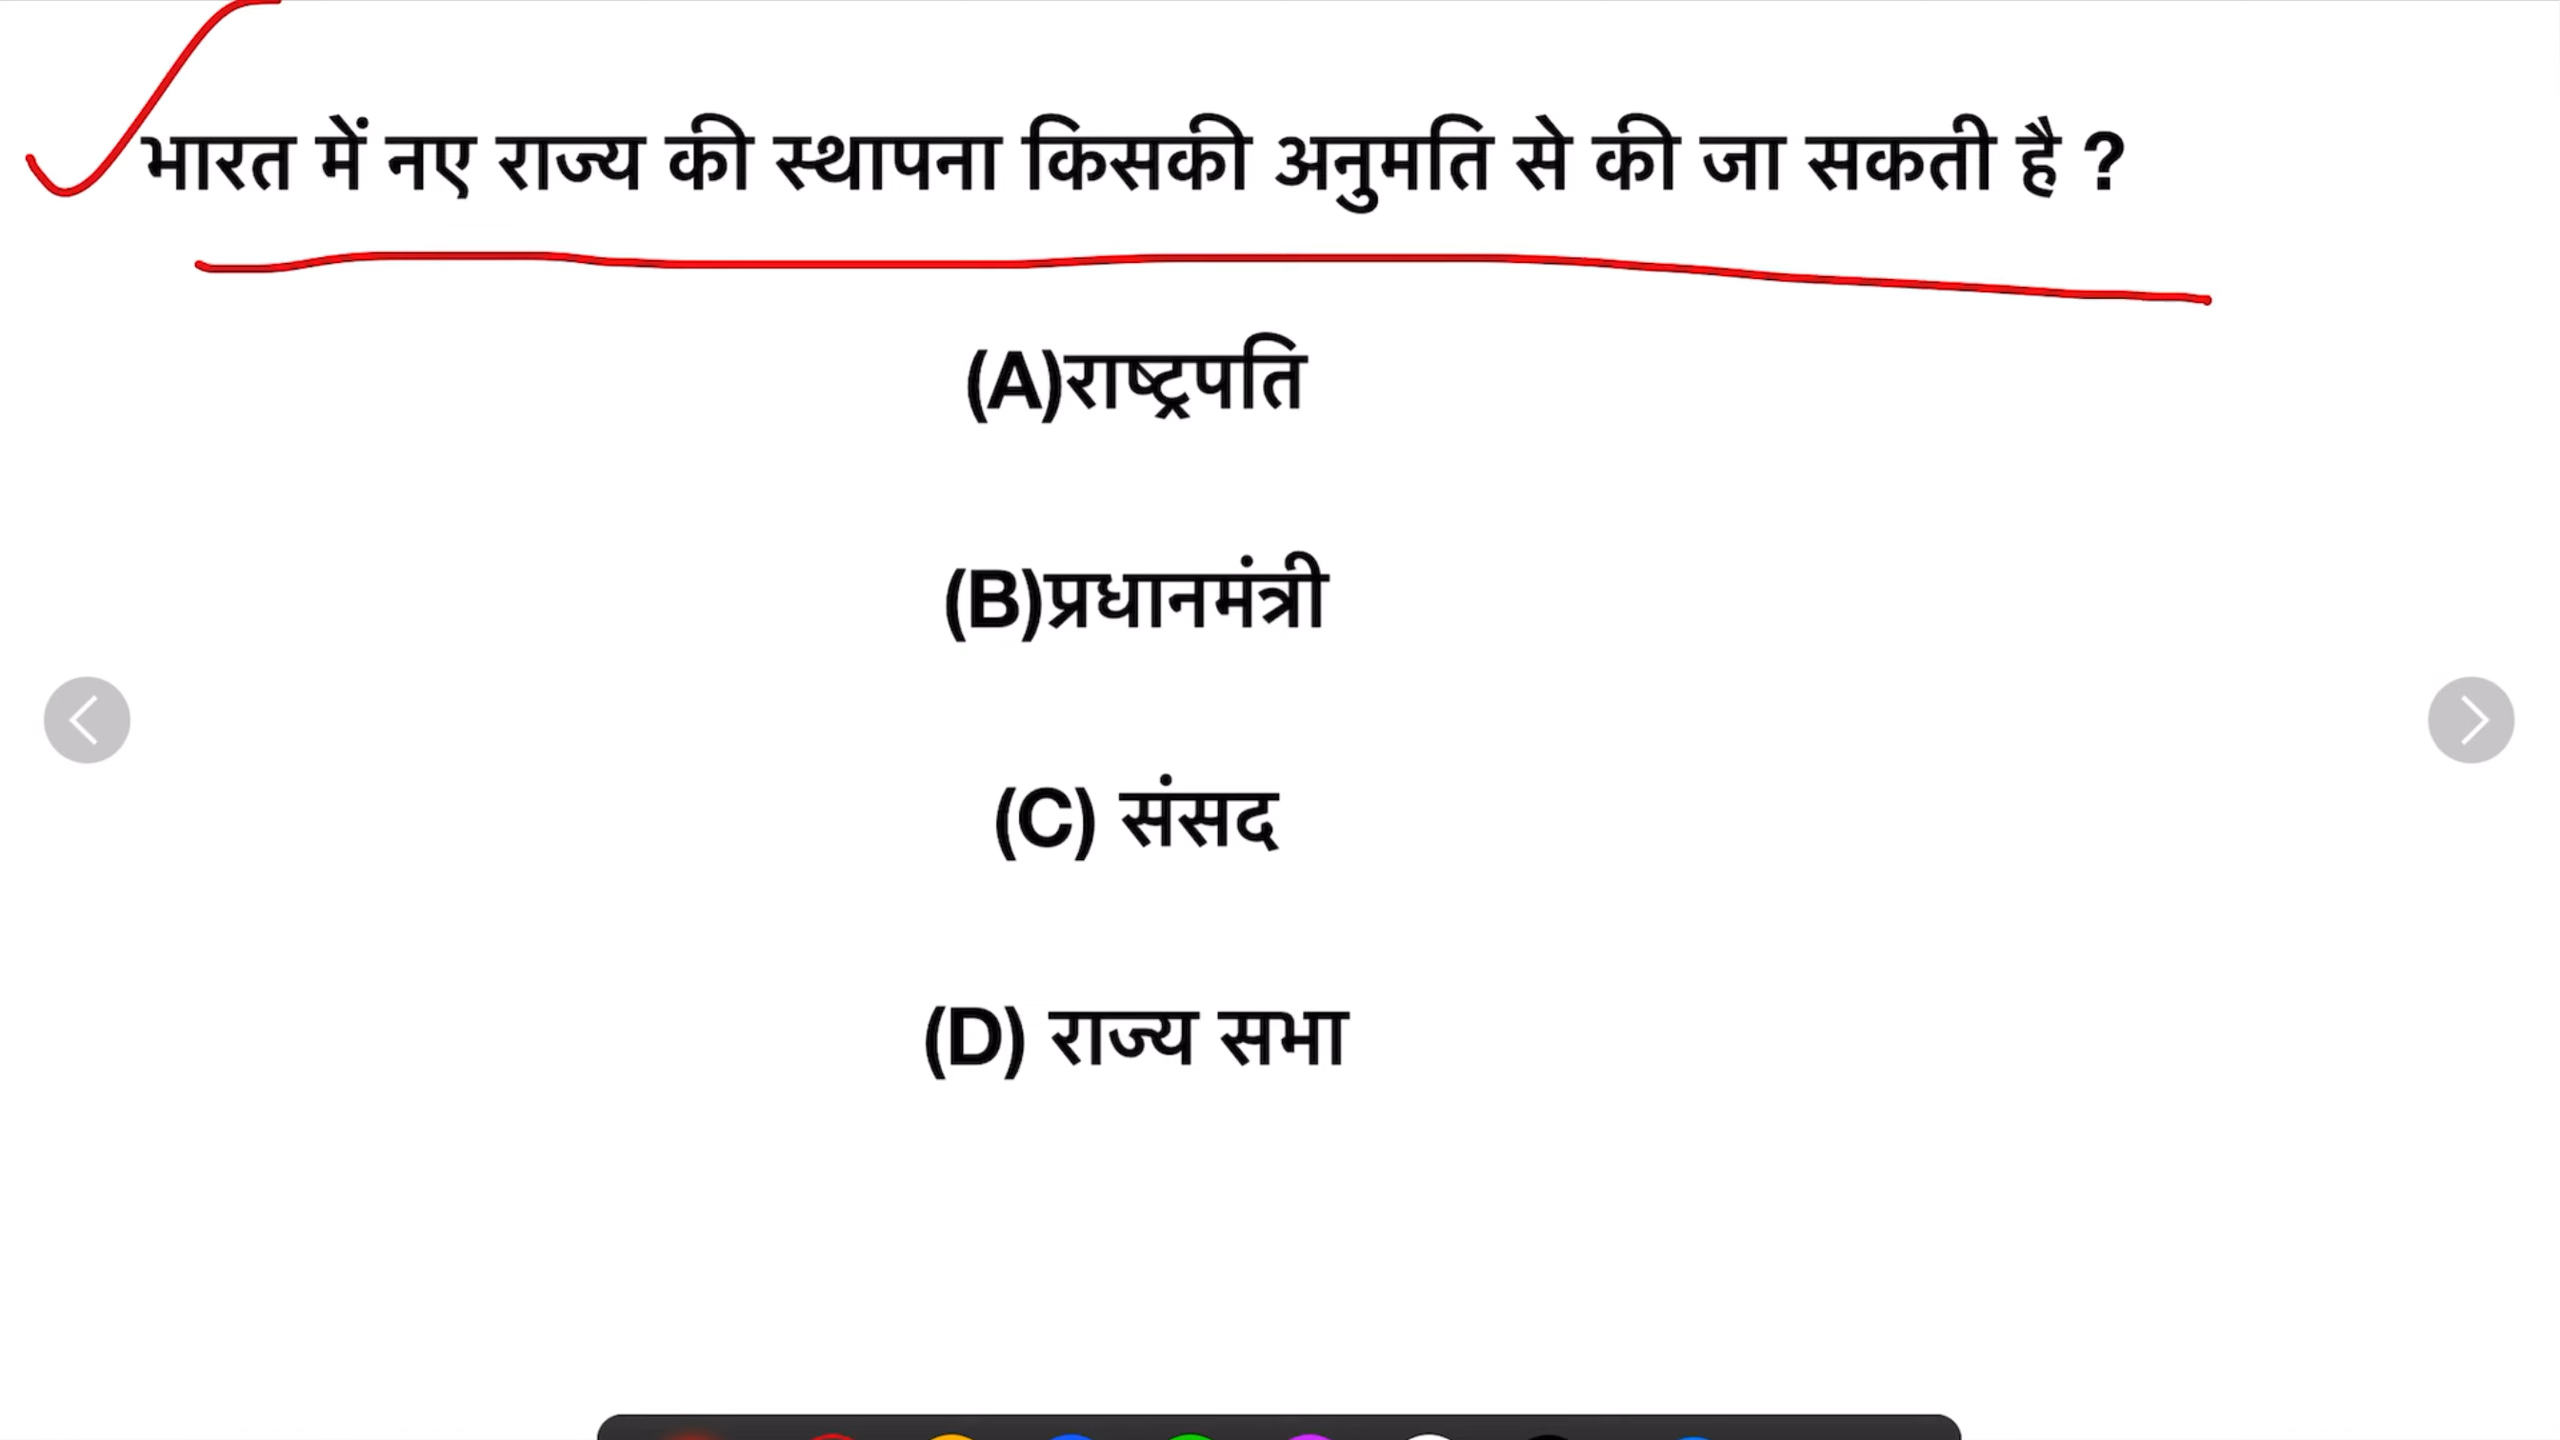 भारत में नए राज्य की स्थापना किसकी अनुमति से की जा सकती है ?
(A)राष्ट्रपति
(B)प्रधानमंत्री
(C) संसद
(D) राज्य सभा